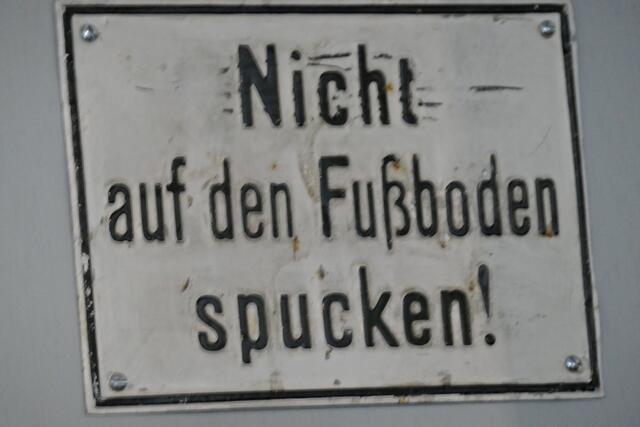 Nicht
auf den Fußboden
spucken!